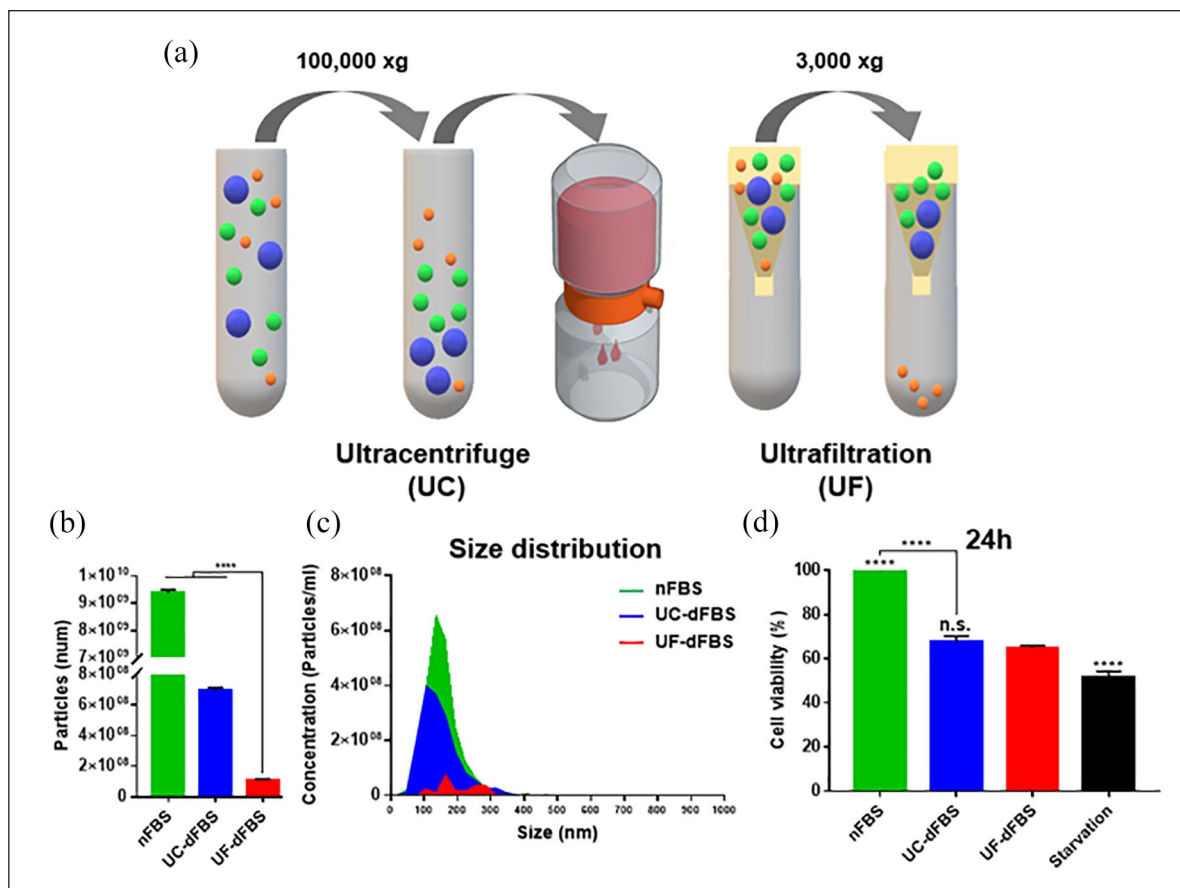 (a)
100,000 xg
3,000 xg
Ultracentrifuge
(UC)
Ultrafiltration
(UF)
(b)
Particles (num)
1×10¹⁰
9×10⁰⁹
9×10⁰⁹
7×10⁰⁹
8×10⁰⁸
6×10⁰⁸
4×10⁰⁸
2×10⁰⁸
0
****
nFBS
UC-dFBS
UF-dFBS
(c)
Size distribution
Concentration (Particles/ml)
8×10⁰⁸
6×10⁰⁸
4×10⁰⁸
2×10⁰⁸
0
0 100 200 300 400 500 600 700 800 900 1000
Size (nm)
nFBS
UC-dFBS
UF-dFBS
(d)
24h
Cell viability (%)
100
80
60
40
20
0
****
****
n.s.
****
nFBS
UC-dFBS
UF-dFBS
Starvation